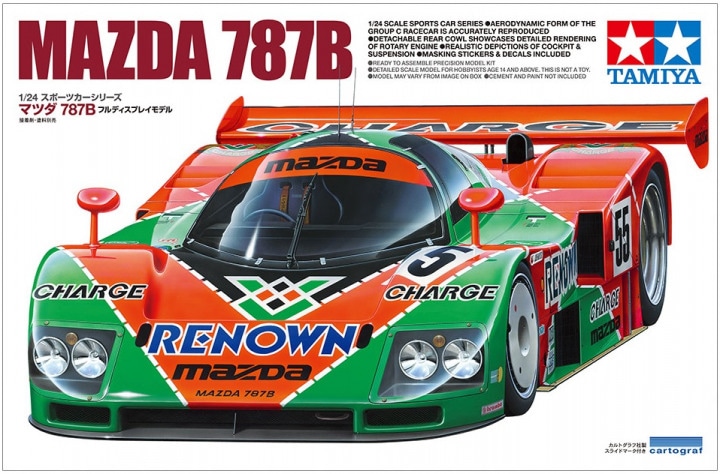 MAZDA 787B
1/24 SCALE SPORTS CAR SERIES ●AERODYNAMIC FORM OF THE
GROUP C RACECAR IS ACCURATELY REPRODUCED
●DETACHABLE REAR COWL SHOWCASES DETAILED RENDERING
OF ROTARY ENGINE ●REALISTIC DEPICTIONS OF COCKPIT &
SUSPENSION ●MASKING STICKERS & DECALS INCLUDED
●READY TO ASSEMBLE PRECISION MODEL KIT
●DETAILED SCALE MODEL FOR HOBBYISTS AGE 14 AND ABOVE. THIS IS NOT A TOY.
●MODEL MAY VARY FROM IMAGE ON BOX ●CEMENT AND PAINT NOT INCLUDED
TAMIYA
1/24 スポーツカーシリーズ
マツダ 787B フルディスプレイモデル
接着剤・塗料別売
CHARGE
mazda
55
5
RENOWN
CHARGE
CHARGE
CHARGE
mazda
RENOWN
mazda
MAZDA 787B
カルトグラフ社製
スライドマーク付き
cartograf